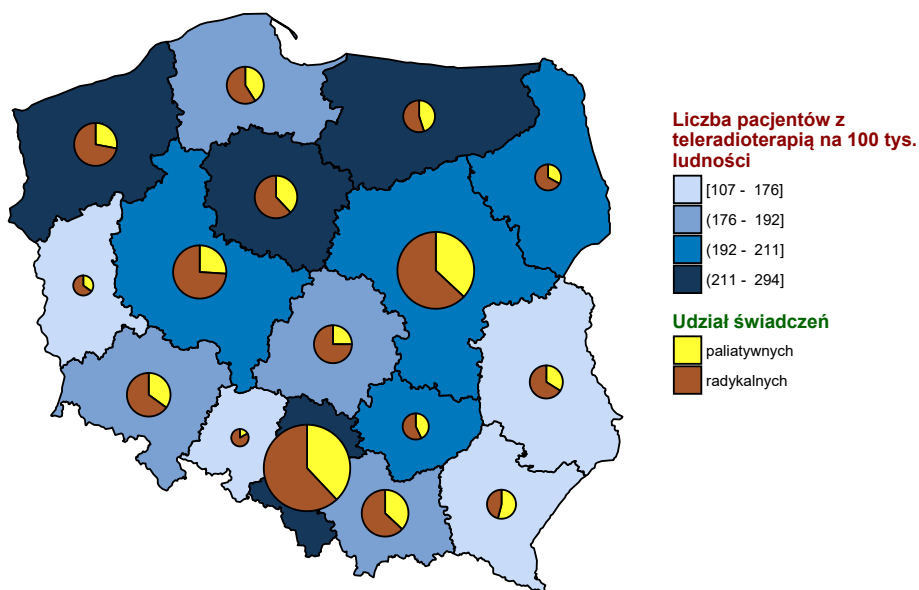 Liczba pacjentów z
teleradioterapią na 100 tys.
ludności
[107 - 176]
(176 - 192]
(192 - 211]
(211 - 294]
Udział świadczeń
paliatywnych
radykalnych